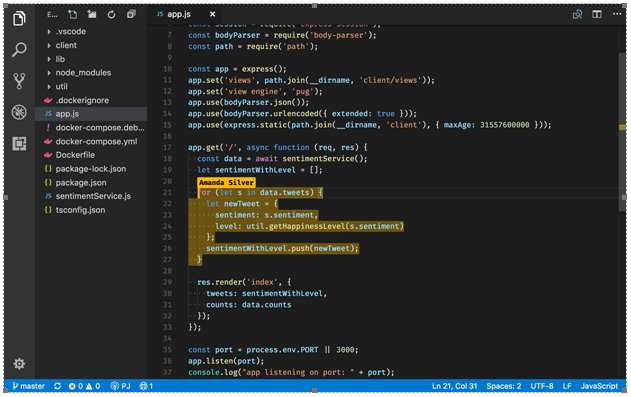 E...
app.js
.vscode
client
lib
node_modules
util
.dockerignore
app.js
docker-compose.deb...
docker-compose.yml
Dockerfile
package-lock.json
package.json
sentimentService.js
tsconfig.json
6 const session = require('express-session');
7 const bodyParser = require('body-parser');
8 const path = require('path');
9
10 const app = express();
11 app.set('views', path.join(__dirname, 'client/views'));
12 app.set('view engine', 'pug');
13 app.use(bodyParser.json());
14 app.use(bodyParser.urlencoded({ extended: true }));
15 app.use(express.static(path.join(__dirname, 'client'), { maxAge: 31557600000 }));
16
17 app.get('/', async function (req, res) {
18 const data = await sentimentService();
19 let sentimentWithLevel = [];
20 Amanda Silver
21 or (let s in data.tweets) {
22 let newTweet = {
23 sentiment: s.sentiment,
24 level: util.getHappinessLevel(s.sentiment)
25 };
26 sentimentWithLevel.push(newTweet);
27 }
28
29 res.render('index', {
30 tweets: sentimentWithLevel,
31 counts: data.counts
32 });
33 });
34
35 const port = process.env.PORT || 3000;
36 app.listen(port);
37 console.log("app listening on port: " + port);
master 0 0 PJ 1 Ln 21, Col 31 Spaces: 2 UTF-8 LF JavaScript